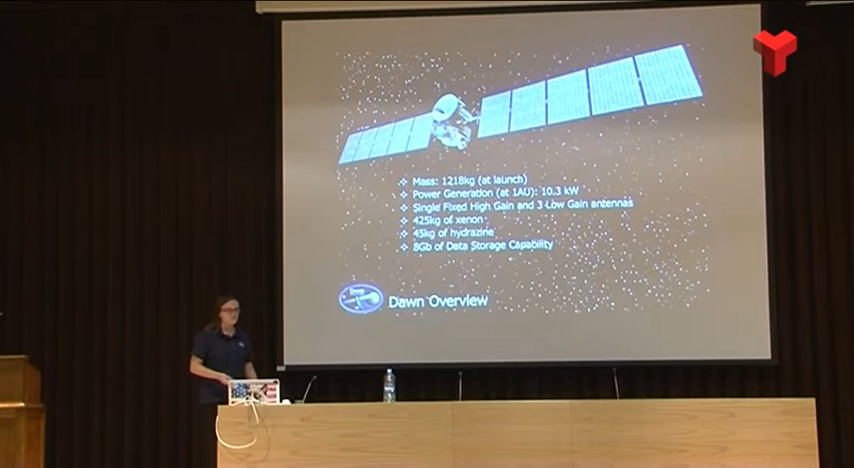 Mass: 1218kg (at launch)
Power Generation (at 1AU): 10.3 kW
Single Fixed High Gain and 3-Low Gain antennas
425kg of xenon
45kg of hydrazine
8Gb of Data Storage Capability
Dawn
Dawn Overview